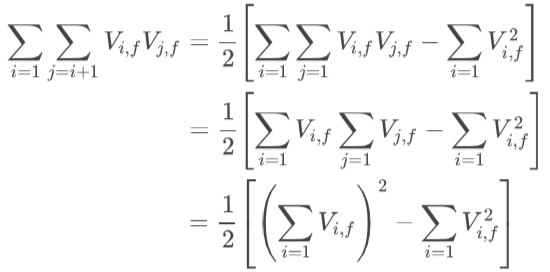 \sum_{i=1} \sum_{j=i+1} V_{i,f} V_{j,f} = \frac{1}{2} \left[ \sum_{i=1} \sum_{j=1} V_{i,f} V_{j,f} - \sum_{i=1} V_{i,f}^2 \right]
= \frac{1}{2} \left[ \sum_{i=1} V_{i,f} \sum_{j=1} V_{j,f} - \sum_{i=1} V_{i,f}^2 \right]
= \frac{1}{2} \left[ \left( \sum_{i=1} V_{i,f} \right)^2 - \sum_{i=1} V_{i,f}^2 \right]